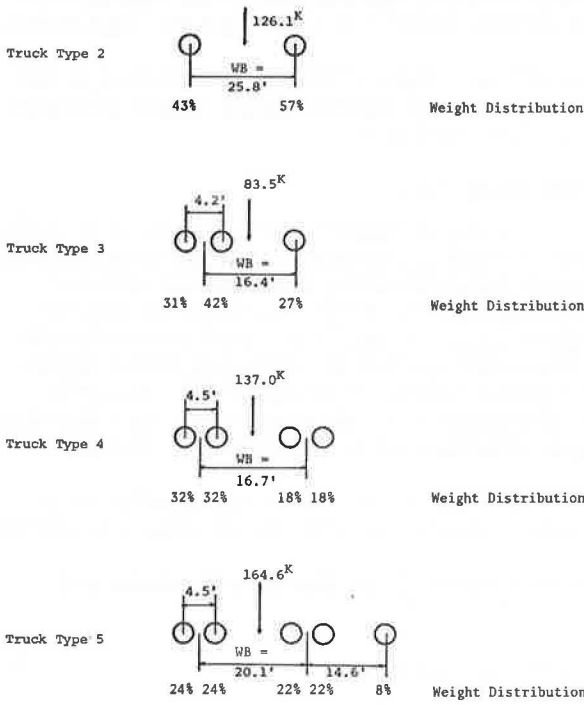 126.1K
Truck Type 2
WB =
25.8'
43% 57% Weight Distribution
83.5K
4.2'
Truck Type 3
WB =
16.4'
31% 42% 27% Weight Distribution
137.0K
4.5'
Truck Type 4
WB =
16.7'
32% 32% 18% 18% Weight Distribution
164.6K
4.5'
Truck Type 5
WB =
20.1' 14.6'
24% 24% 22% 22% 8% Weight Distribution